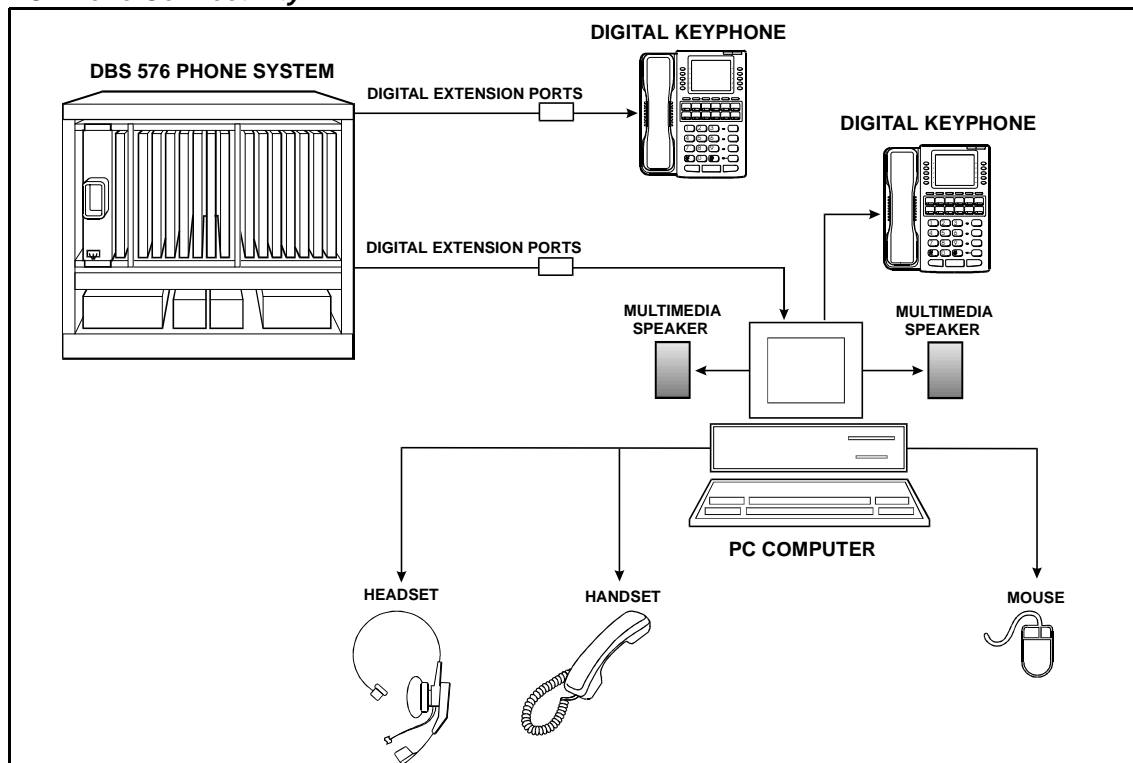 DIGITAL KEYPHONE
DBS 576 PHONE SYSTEM
DIGITAL EXTENSION PORTS
DIGITAL KEYPHONE
DIGITAL EXTENSION PORTS
MULTIMEDIA
SPEAKER
MULTIMEDIA
SPEAKER
PC COMPUTER
HEADSET
HANDSET
MOUSE